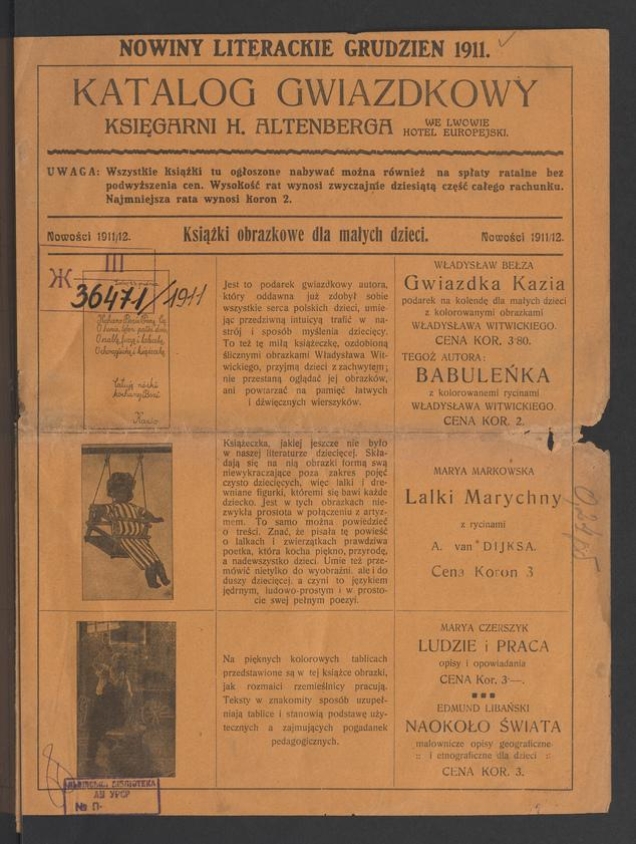 NOWINY LITERACKIE GRUDZIEN 1911.
KATALOG GWIAZDKOWY
KSIĘGARNI H. ALTENBERGA WE LWOWIE
HOTEL EUROPEJSKI.
UWAGA: Wszystkie książki tu ogłoszone nabywać można również na spłaty ratalne bez
podwyższenia cen. Wysokość rat wynosi zwyczajnie dziesiątą część całego rachunku.
Najmniejsza rata wynosi koron 2.
Nowości 1911/12. Książki obrazkowe dla małych dzieci. Nowości 1911/12.
Ж III
36471/1911
Kazio
Jest to podarek gwiazdkowy autora,
który oddawna już zdobył sobie
wszystkie serca polskich dzieci, umie-
jąc przedziwną intuicyą trafić w na-
strój i sposób myślenia dziecięcy.
To też tę miłą książeczkę, ozdobioną
ślicznymi obrazkami Władysława Wit-
wickiego, przyjmą dzieci z zachwytem;
nie przestaną oglądać jej obrazków,
ani powtarzać na pamięć łatwych
i dźwięcznych wierszyków.
WŁADYSŁAW BEŁZA
Gwiazdka Kazia
podarek na kolendę dla małych dzieci
z kolorowanymi obrazkami
WŁADYSŁAWA WITWICKIEGO.
CENA KOR. 3·80.
TEGOŻ AUTORA:
BABULEŃKA
z kolorowanemi rycinami
WŁADYSŁAWA WITWICKIEGO.
CENA KOR. 2.
Książeczka, jakiej jeszcze nie było
w naszej literaturze dziecięcej. Skła-
dają się na nią obrazki formą swą
niewykraczające poza zakres pojęć
czysto dziecięcych, więc lalki i dre-
wniane figurki, któremi się bawi każde
dziecko. Jest w tych obrazkach nie-
zwykła prostota w połączeniu z artyz-
mem. To samo można powiedzieć
o treści. Znać, że pisała tę powieść
o lalkach i zwierzątkach prawdziwa
poetka, która kocha piękno, przyrodę,
a nadewszystko dzieci. Umie też prze-
mówić nietylko do wyobraźni, ale i do
duszy dziecięcej, a czyni to językiem
jędrnym, ludowo-prostym i w prosto-
cie swej pełnym poezyi.
MARYA MARKOWSKA
Lalki Marychny
z rycinami
A. van DIJKSA.
Cena Koron 3
Na pięknych kolorowych tablicach
przedstawione są w tej książce obrazki,
jak rozmaici rzemieślnicy pracują.
Teksty w znakomity sposób uzupeł-
niają tablice i stanowią podstawę uży-
tecznych a zajmujących pogadanek
pedagogicznych.
MARYA CZERSZYK
LUDZIE i PRACA
opisy i opowiadania
CENA Kor. 3·—.
EDMUND LIBAŃSKI
NAOKOŁO ŚWIATA
malownicze opisy geograficzne-
:: i etnograficzne dla dzieci ::
CENA KOR. 3.
АН УРСР
№ П-